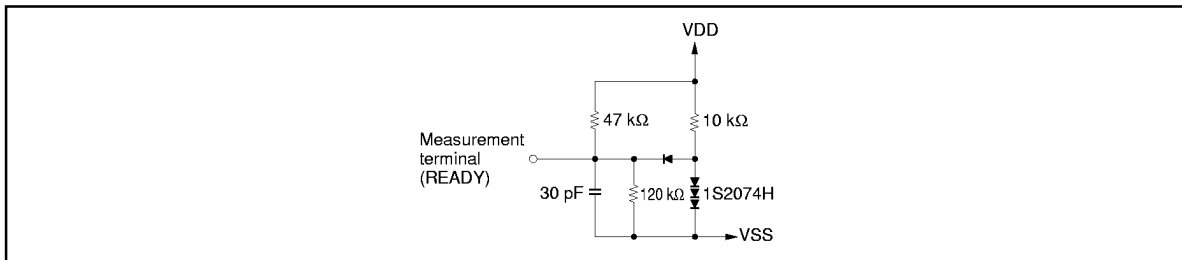 VDD
47 kΩ
10 kΩ
Measurement
terminal
(READY)
30 pF
120 kΩ
1S2074H
VSS